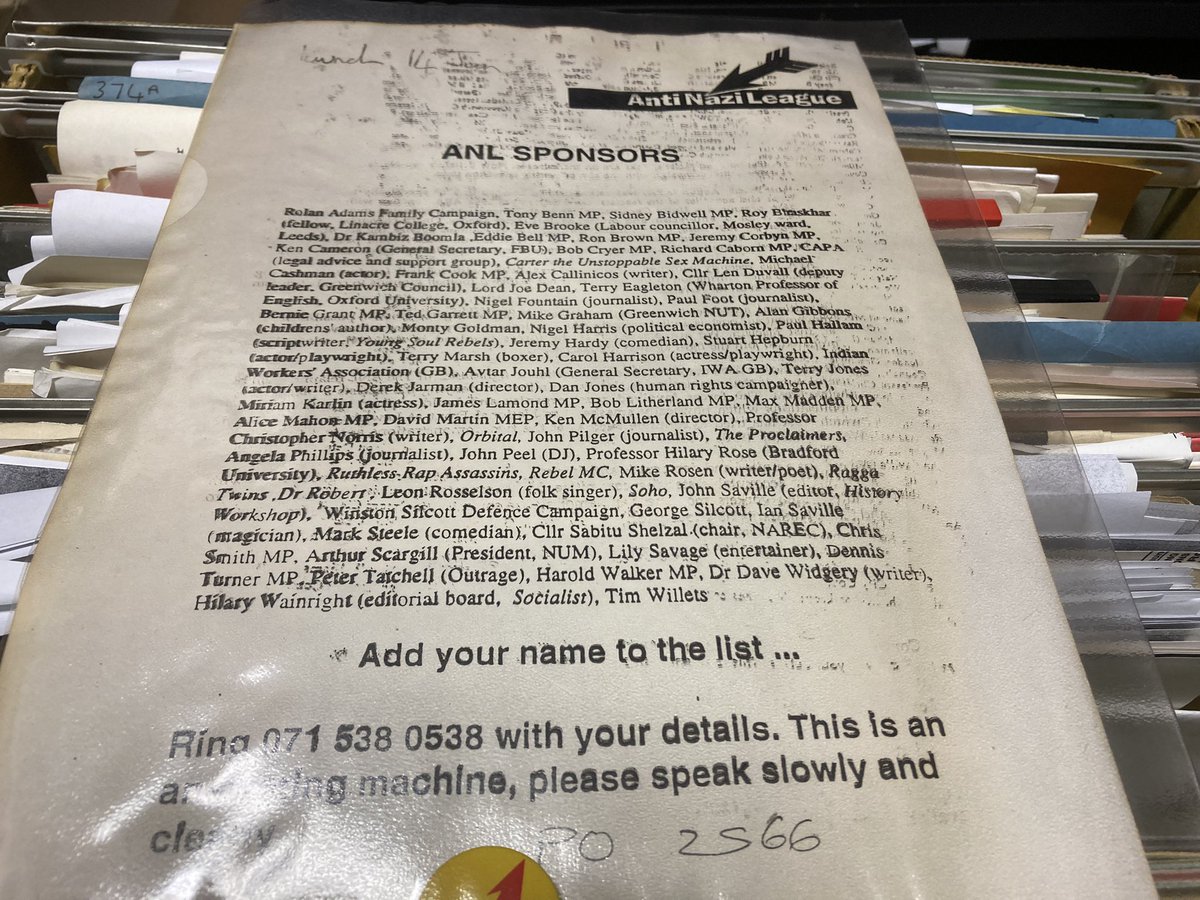 374A
14 Jan
Anti Nazi League
ANL SPONSORS
Rolan Adams Family Campaign, Tony Benn MP, Sidney Bidwell MP, Roy Bhaskhar
(fellow, Linacre College, Oxford), Eve Brooke (Labour councillor, Mosley ward,
Leeds), Dr Kambiz Boomla ,Eddie Bell MP, Ron Brown MP, Jeremy Corbyn MP,
Ken Cameron (General Secretary, FBU), Bob Cryer MP, Richard Caborn MP, CAPA
(legal advice and support group), Carter the Unstoppable Sex Machine, Michael
Cashman (actor), Frank Cook MP, Alex Callinicos (writer), Cllr Len Duvall (deputy
leader, Greenwich Council), Lord Joe Dean, Terry Eagleton (Wharton Professor of
English, Oxford University), Nigel Fountain (journalist), Paul Foot (journalist),
Bernie Grant MP, Ted Garrett MP, Mike Graham (Greenwich NUT), Alan Gibbons
(childrens' author), Monty Goldman, Nigel Harris (political economist), Paul Hallam
(scriptwriter, Young Soul Rebels), Jeremy Hardy (comedian), Stuart Hepburn
(actor/playwright), Terry Marsh (boxer), Carol Harrison (actress/playwright), Indian
Workers' Association (GB), Avtar Jouhl (General Secretary, IWA GB), Terry Jones
(actor/writer), Derek Jarman (director), Dan Jones (human rights campaigner),
Miriam Karlin (actress), James Lamond MP, Bob Litherland MP, Max Madden MP,
Alice Mahon MP, David Martin MEP, Ken McMullen (director), Professor
Christopher Norris (writer), Orbital, John Pilger (journalist), The Proclaimers,
Angela Phillips (journalist), John Peel (DJ), Professor Hilary Rose (Bradford
University), Ruthless Rap Assassins, Rebel MC, Mike Rosen (writer/poet), Ragga
Twins ,Dr Robert, Leon Rosselson (folk singer), Soho, John Saville (editor, History
Workshop), Winston Silcott Defence Campaign, George Silcott, Ian Saville
(magician), Mark Steele (comedian), Cllr Sabitu Shelzal (chair, NAREC), Chris
Smith MP, Arthur Scargill (President, NUM), Lily Savage (entertainer), Dennis
Turner MP, Peter Tatchell (Outrage), Harold Walker MP, Dr Dave Widgery (writer),
Hilary Wainright (editorial board, Socialist), Tim Willets
Add your name to the list ...
Ring 071 538 0538 with your details. This is an
answering machine, please speak slowly and
clearly
PO 2566